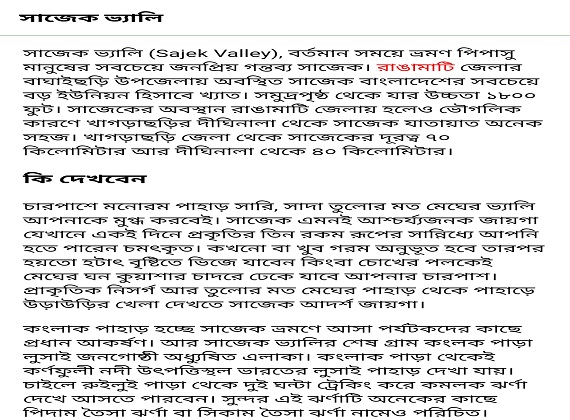 সাজেক ভ্যালি
সাজেক ভ্যালি (Sajek Valley), বর্তমান সময়ে ভ্রমণ পিপাসু
মানুষের সবচেয়ে জনপ্রিয় গন্তব্য সাজেক। রাঙামাটি জেলার
বাঘাইছড়ি উপজেলায় অবস্থিত সাজেক বাংলাদেশের সবচেয়ে
বড় ইউনিয়ন হিসাবে খ্যাত। সমুদ্রপৃষ্ঠ থেকে যার উচ্চতা ১৮০০
ফুট। সাজেকের অবস্থান রাঙামাটি জেলায় হলেও ভৌগলিক
কারণে খাগড়াছড়ির দীঘিনালা থেকে সাজেক যাতায়াত অনেক
সহজ। খাগড়াছড়ি জেলা থেকে সাজেকের দূরত্ব ৭০
কিলোমিটার আর দীঘিনালা থেকে ৪০ কিলোমিটার।
কি দেখবেন
চারপাশে মনোরম পাহাড় সারি, সাদা তুলোর মত মেঘের ভ্যালি
আপনাকে মুগ্ধ করবেই। সাজেক এমনই আশ্চর্য্যজনক জায়গা
যেখানে একই দিনে প্রকৃতির তিন রকম রূপের সান্নিধ্যে আপনি
হতে পারেন চমৎকৃত। কখনো বা খুব গরম অনুভূত হবে তারপর
হয়তো হটাৎ বৃষ্টিতে ভিজে যাবেন কিংবা চোখের পলকেই
মেঘের ঘন কুয়াশার চাদরে ঢেকে যাবে আপনার চারপাশ।
প্রাকৃতিক নিসর্গ আর তুলোর মত মেঘের পাহাড় থেকে পাহাড়ে
উড়াউড়ির খেলা দেখতে সাজেক আদর্শ জায়গা।
কংলাক পাহাড় হচ্ছে সাজেক ভ্রমণে আসা পর্যটকদের কাছে
প্রধান আকর্ষণ। আর সাজেক ভ্যালির শেষ গ্রাম কংলক পাড়া
লুসাই জনগোষ্ঠী অধ্যুষিত এলাকা। কংলাক পাড়া থেকেই
কর্ণফুলী নদী উৎপত্তিস্থল ভারতের লুসাই পাহাড় দেখা যায়।
চাইলে রুইলুই পাড়া থেকে দুই ঘন্টা ট্রেকিং করে কমলক ঝর্ণা
দেখে আসতে পারবেন। সুন্দর এই ঝর্ণাটি অনেকের কাছে
পিদাম তৈসা ঝর্ণা বা সিকাম তৈসা ঝর্ণা নামেও পরিচিত।